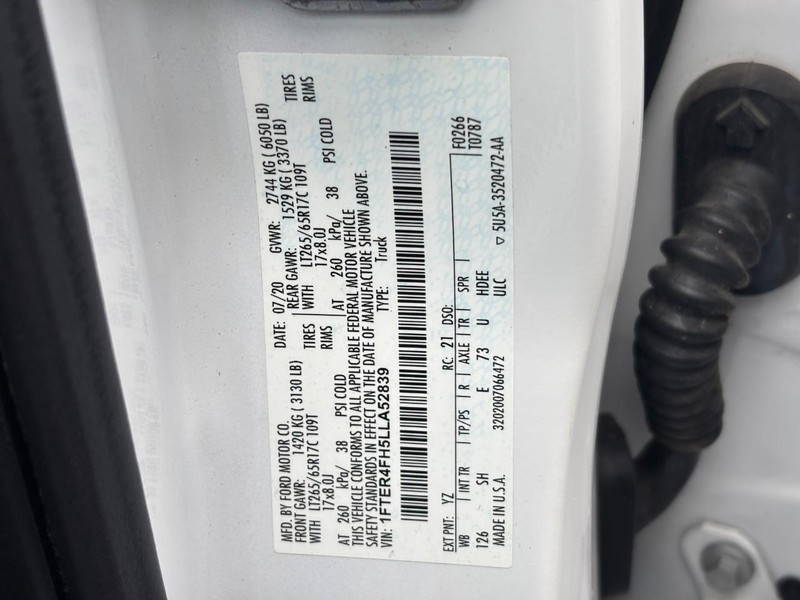 MFD. BY FORD MOTOR CO.
DATE: 07/20 GVWR: 2744 KG ( 6050 LB)
FRONT GAWR: 1420 KG ( 3130 LB) REAR GAWR: 1529 KG ( 3370 LB)
WITH LT265/65R17C 109T TIRES WITH LT265/65R17C 109T TIRES
17x8.0J RIMS 17x8.0J RIMS
AT 260 kPa/ 38 PSI COLD AT 260 kPa/ 38 PSI COLD
THIS VEHICLE CONFORMS TO ALL APPLICABLE FEDERAL MOTOR VEHICLE
SAFETY STANDARDS IN EFFECT ON THE DATE OF MANUFACTURE SHOWN ABOVE.
VIN: 1FTER4FH5LLA52839 TYPE: Truck
F0266
EXT PNT: YZ RC: 21 DSO: T0787
WB | INT TR | TP/PS | R | AXLE | TR | SPR
126 SH E 73 U HDEE
MADE IN U.S.A. 3202007066472 ULC ▽ 5U5A-3520472-AA